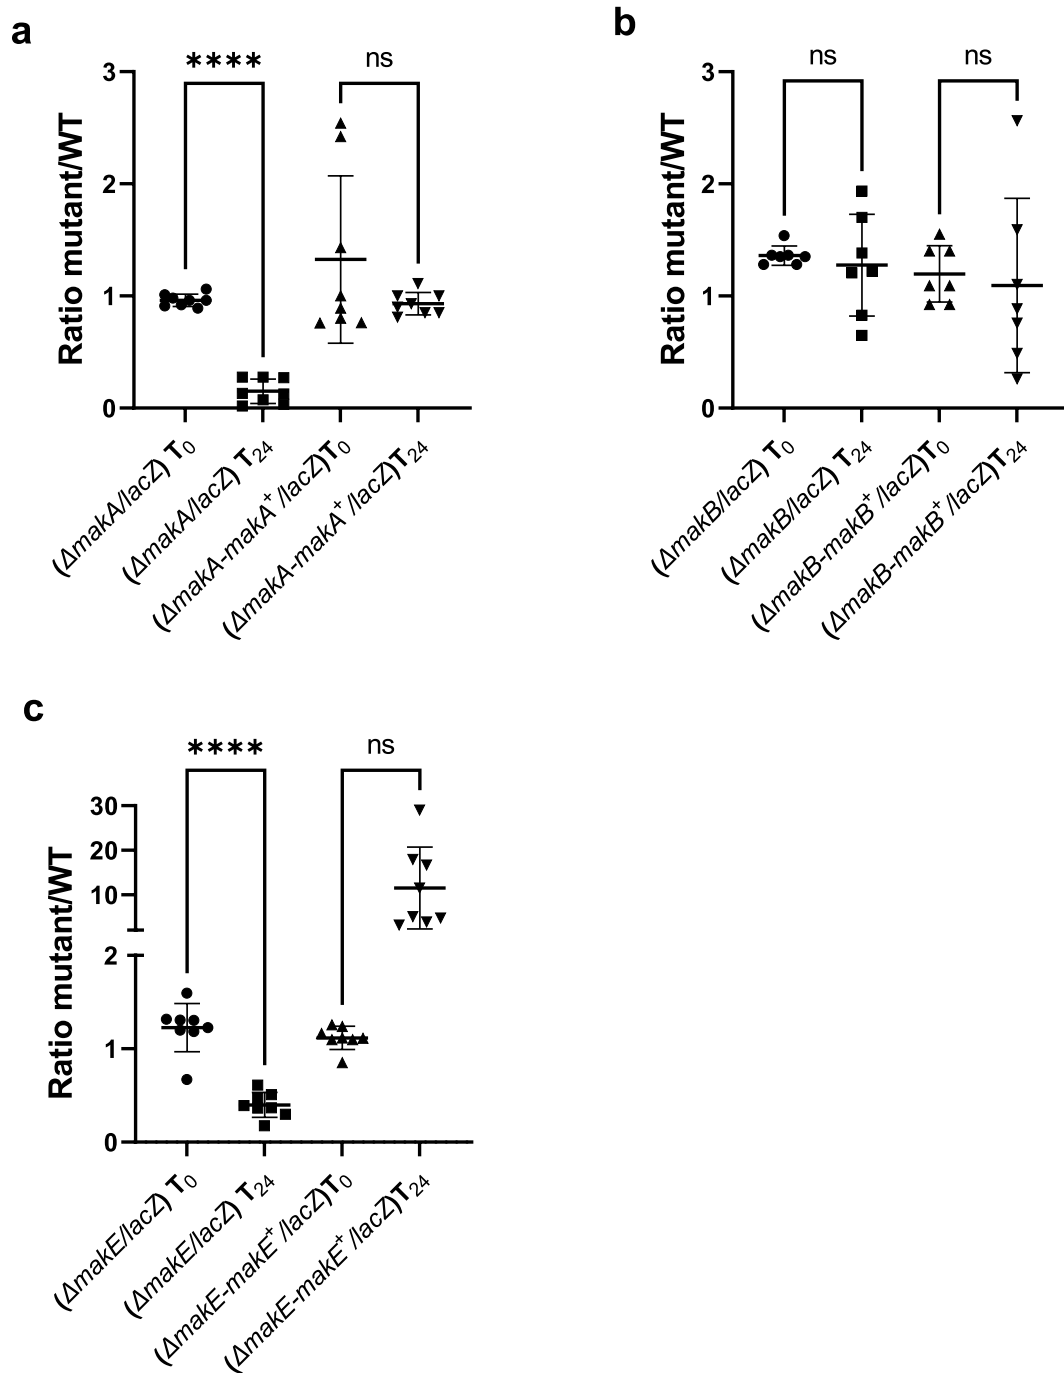 a
**** ns
3
2
1
0
Ratio mutant/WT
(ΔmakA/lacZ) T0
(ΔmakA/lacZ) T24
(ΔmakA-makA+/lacZ)T0
(ΔmakA-makA+/lacZ)T24
b
ns ns
3
2
1
0
Ratio mutant/WT
(ΔmakB/lacZ) T0
(ΔmakB/lacZ) T24
(ΔmakB-makB+/lacZ)T0
(ΔmakB-makB+/lacZ)T24
c
**** ns
30
20
10
2
1
0
Ratio mutant/WT
(ΔmakE/lacZ) T0
(ΔmakE/lacZ) T24
(ΔmakE-makE+/lacZ)T0
(ΔmakE-makE+/lacZ)T24